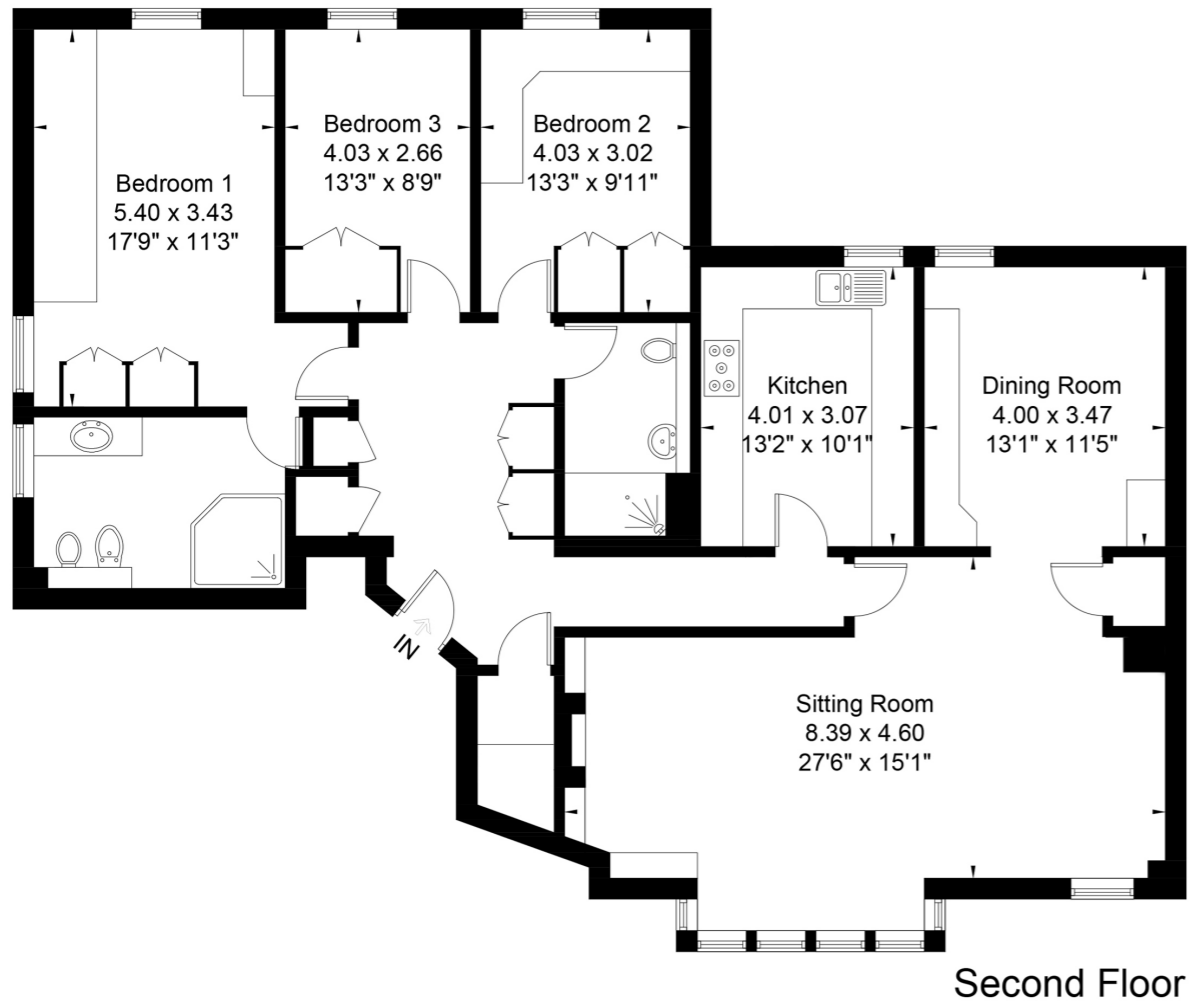 Bedroom 1
5.40 x 3.43
17'9" x 11'3"
Bedroom 3
4.03 x 2.66
13'3" x 8'9"
Bedroom 2
4.03 x 3.02
13'3" x 9'11"
Kitchen
4.01 x 3.07
13'2" x 10'1"
Dining Room
4.00 x 3.47
13'1" x 11'5"
IN
Sitting Room
8.39 x 4.60
27'6" x 15'1"
Second Floor